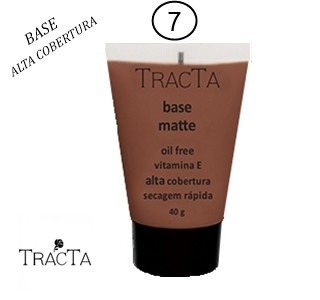 7
BASE
ALTA COBERTURA
TRACTA
base
matte
oil free
vitamina E
alta cobertura
secagem rápida
40 g
TRACTA